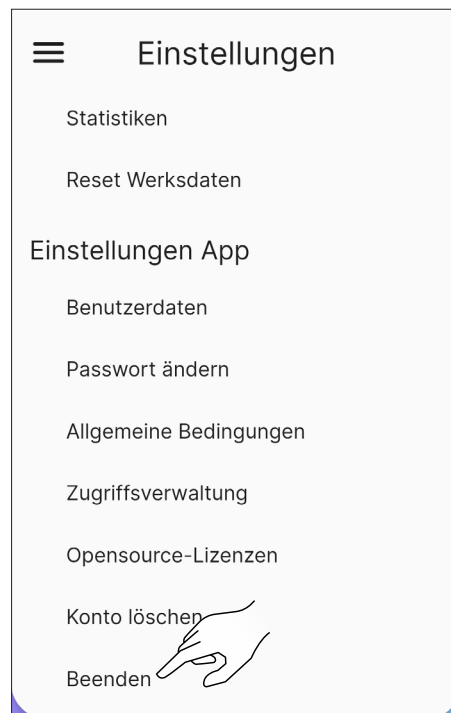 Einstellungen
Statistiken
Reset Werksdaten
Einstellungen App
Benutzerdaten
Passwort ändern
Allgemeine Bedingungen
Zugriffsverwaltung
Opensource-Lizenzen
Konto löschen
Beenden